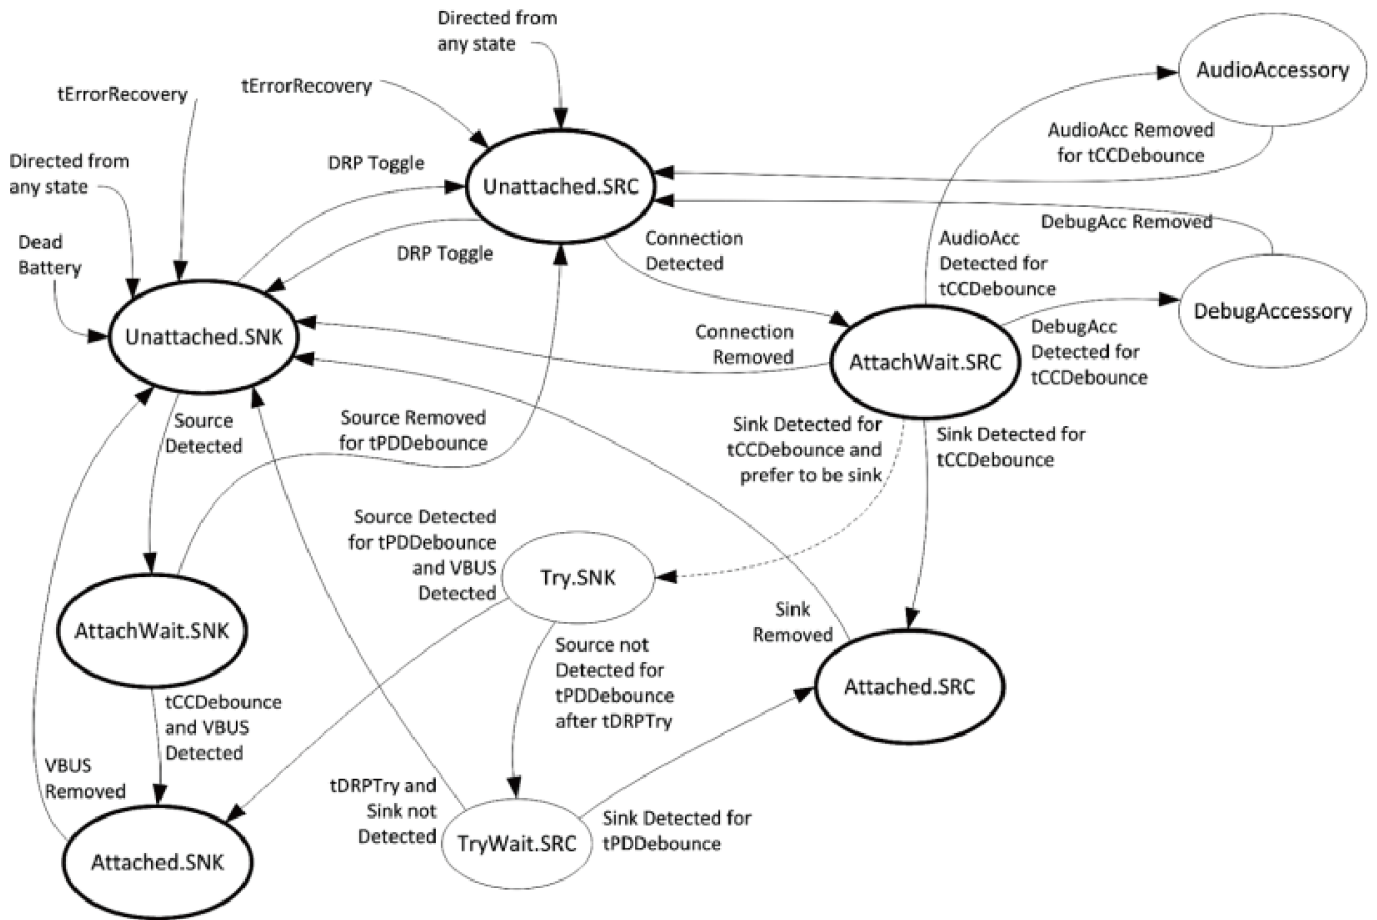 Directed from
any state
tErrorRecovery
tErrorRecovery
Directed from
any state
Dead
Battery
DRP Toggle
DRP Toggle
Unattached.SRC
AudioAccessory
AudioAcc Removed
for tCCDebounce
DebugAcc Removed
Connection
Detected
AudioAcc
Detected for
tCCDebounce
DebugAccessory
DebugAcc
Detected for
tCCDebounce
Unattached.SNK
Connection
Removed
AttachWait.SRC
Source
Detected
Source Removed
for tPDDebounce
Sink Detected for
tCCDebounce and
prefer to be sink
Sink Detected for
tCCDebounce
Source Detected
for tPDDebounce
and VBUS
Detected
Try.SNK
AttachWait.SNK
Sink
Removed
Source not
Detected for
tPDDebounce
after tDRPTry
Attached.SRC
tCCDebounce
and VBUS
Detected
VBUS
Removed
tDRPTry and
Sink not
Detected
TryWait.SRC
Sink Detected for
tPDDebounce
Attached.SNK